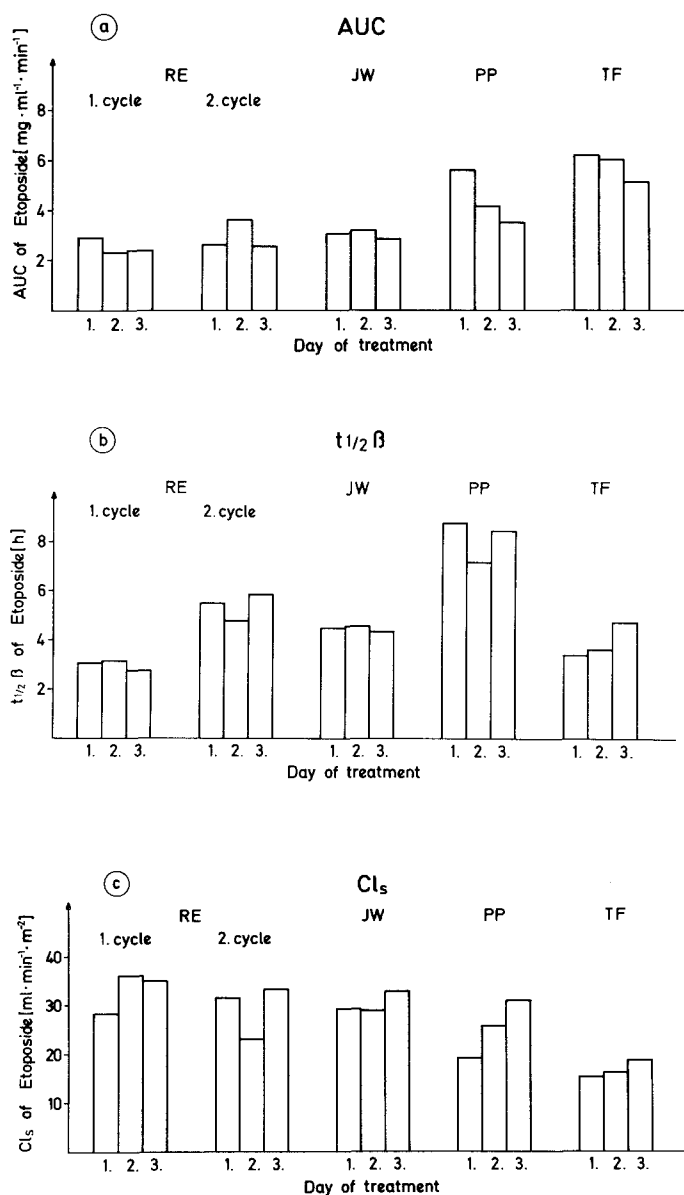 a AUC
AUC of Etoposide [mg · ml⁻¹ · min⁻¹]
RE JW PP TF
1. cycle 2. cycle
8
6
4
2
1. 2. 3. 1. 2. 3. 1. 2. 3. 1. 2. 3. 1. 2. 3.
Day of treatment
b t1/2 ß
t1/2 ß of Etoposide [h]
RE JW PP TF
1. cycle 2. cycle
8
6
4
2
1. 2. 3. 1. 2. 3. 1. 2. 3. 1. 2. 3. 1. 2. 3.
Day of treatment
c Cls
Cls of Etoposide [ml · min⁻¹ · m⁻²]
RE JW PP TF
1. cycle 2. cycle
40
30
20
10
1. 2. 3. 1. 2. 3. 1. 2. 3. 1. 2. 3. 1. 2. 3.
Day of treatment